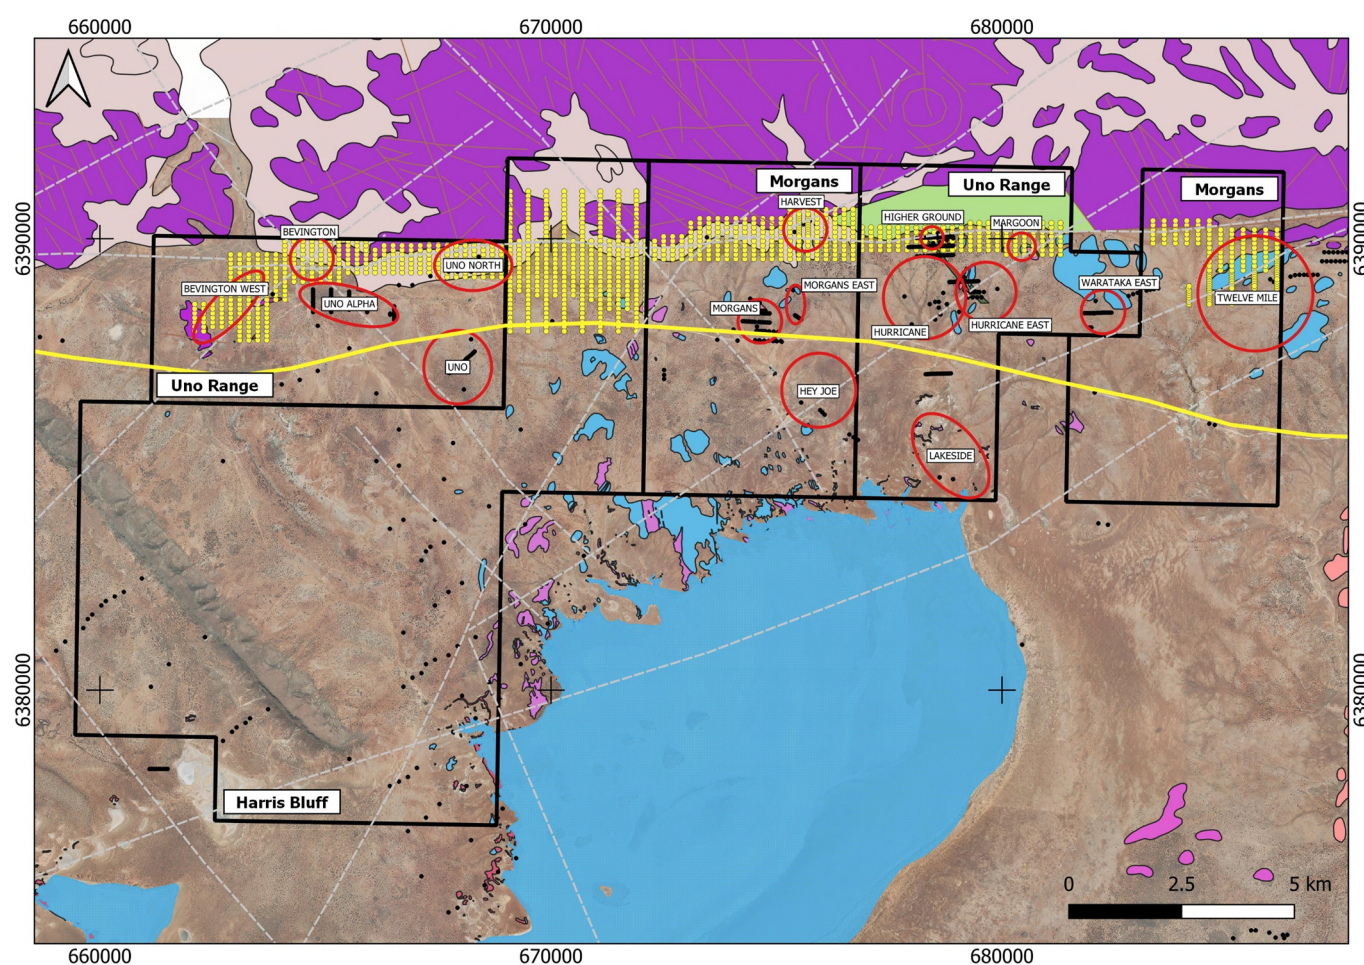 660000
670000
680000
6390000
6390000
Morgans
Uno Range
Morgans
HARVEST
HIGHER GROUND
MARGOON
BEVINGTON
UNO NORTH
BEVINGTON WEST
UNO ALPHA
MORGANS EAST
MORGANS
WARATAKA EAST
TWELVE MILE
HURRICANE
HURRICANE EAST
UNO
Uno Range
HEY JOE
LAKESIDE
6380000
6380000
Harris Bluff
0
2.5
5 km
660000
670000
680000